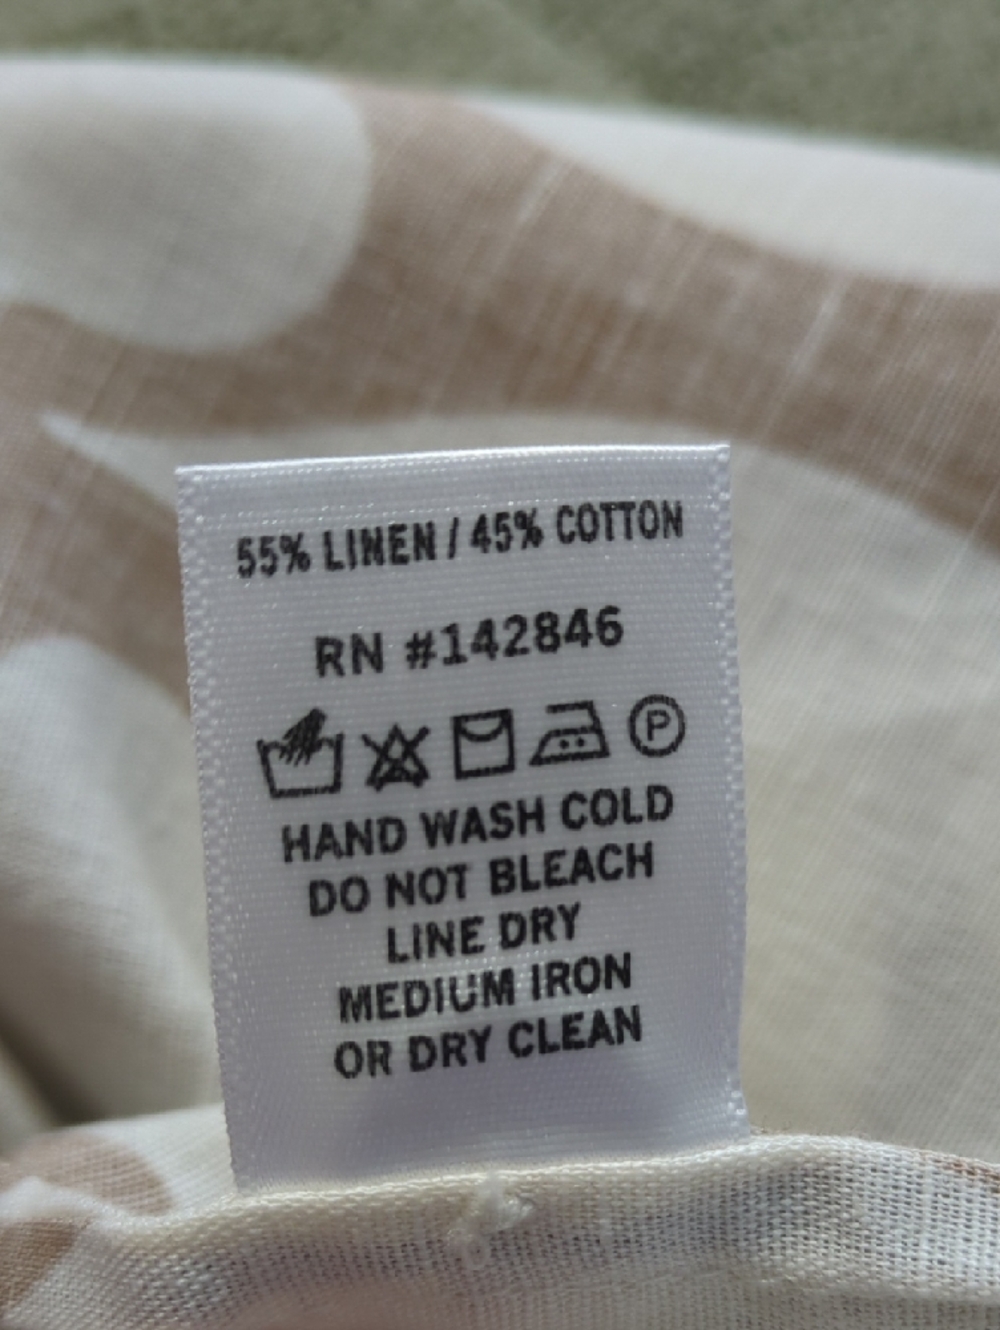 55% LINEN / 45% COTTON
RN #142846
P
HAND WASH COLD
DO NOT BLEACH
LINE DRY
MEDIUM IRON
OR DRY CLEAN